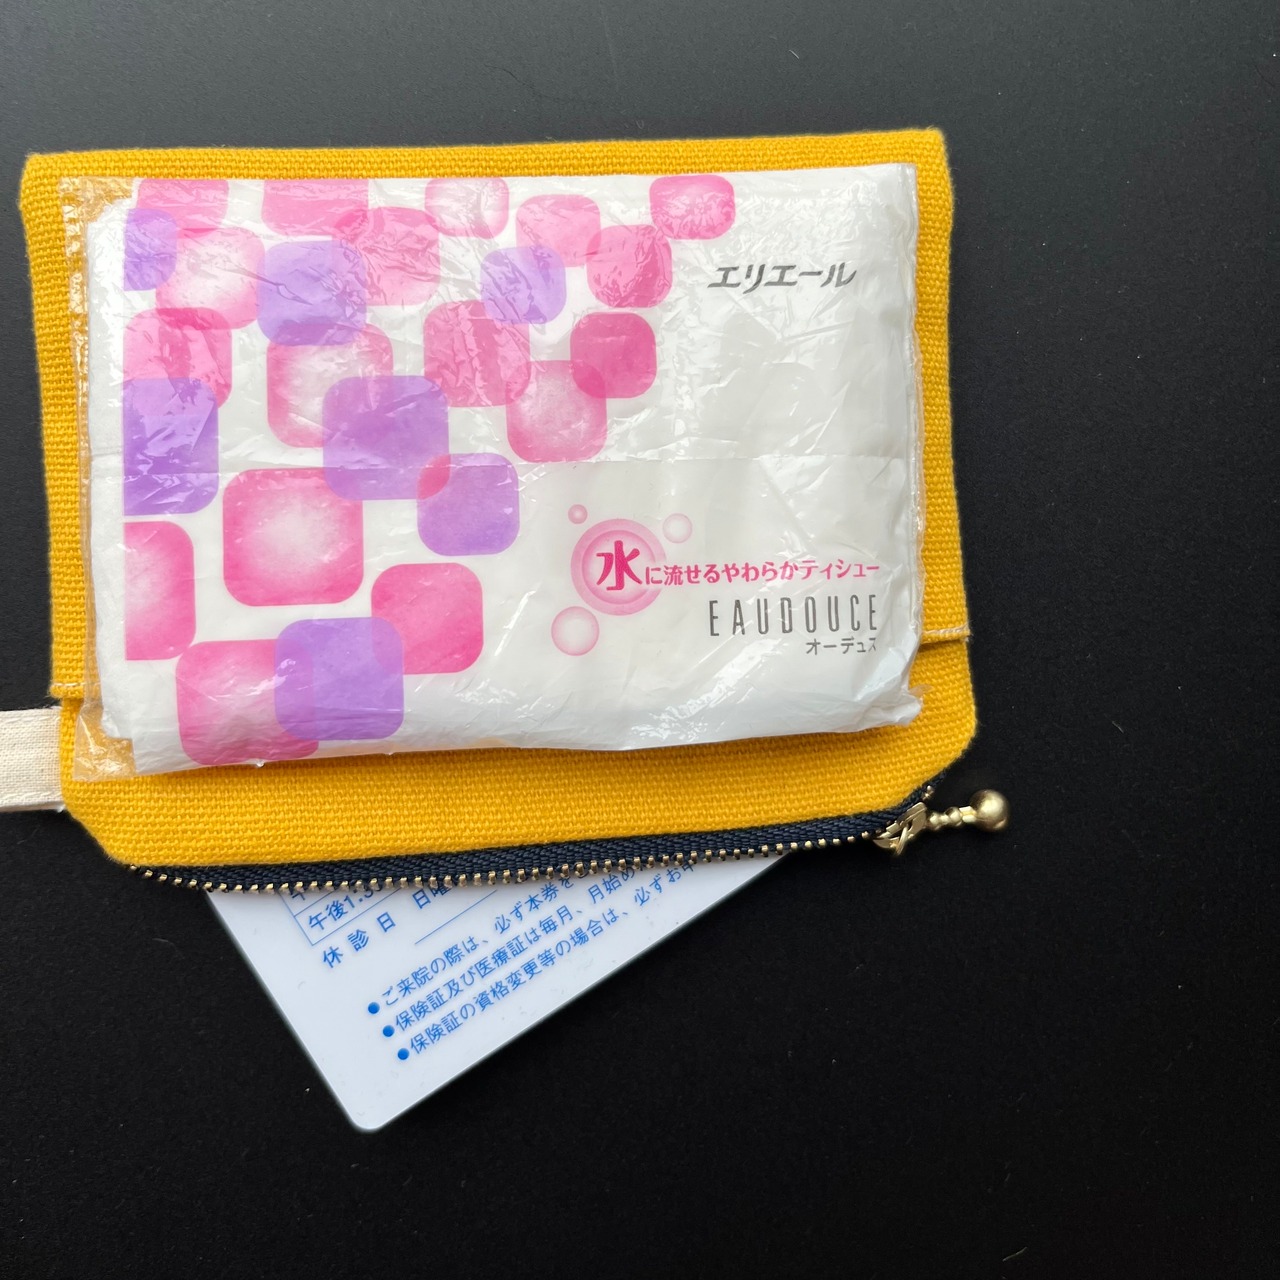 エリエール
水に流せるやわらかティシュー
EAUDOUCE
オーデュス
午後1:3
休診日 日曜
●ご来院の際は、必ず本券を
●保険証及び医療証は毎月、月始め
●保険証の資格変更等の場合は、必ずお